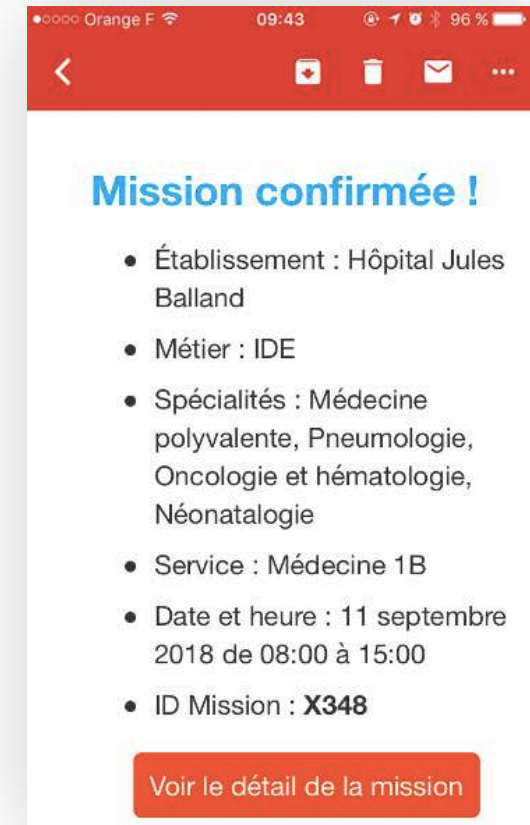 Orange F 09:43 96 %
Mission confirmée !
• Établissement : Hôpital Jules
Balland
• Métier : IDE
• Spécialités : Médecine
polyvalente, Pneumologie,
Oncologie et hématologie,
Néonatalogie
• Service : Médecine 1B
• Date et heure : 11 septembre
2018 de 08:00 à 15:00
• ID Mission : X348
Voir le détail de la mission